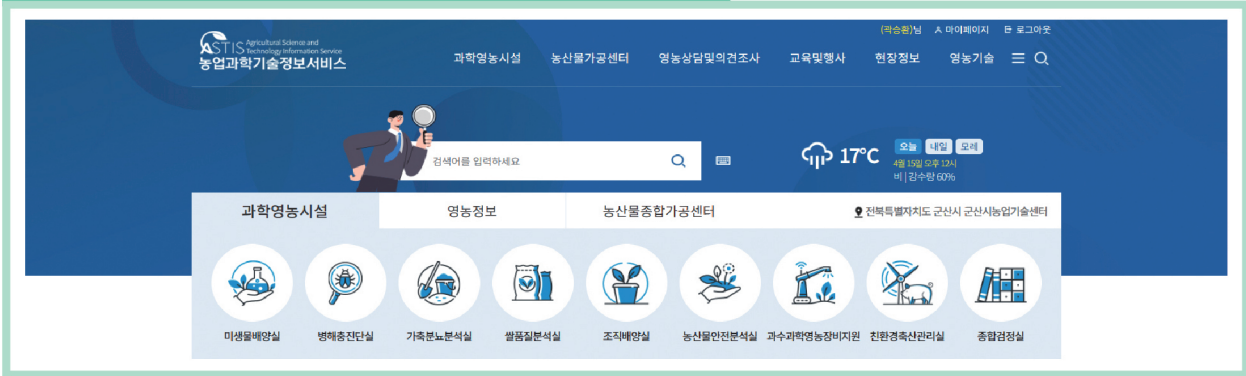 (곽승환)님 마이페이지 로그아웃
ASTIS Agricultural Science and
Technology Information Service
농업과학기술정보서비스
과학영농시설 농산물가공센터 영농상담및의견조사 교육및행사 현장정보 영농기술
검색어를 입력하세요
17°C
오늘 내일 모레
4월 15일 오후 12시
비 | 강수량 60%
과학영농시설 영농정보 농산물종합가공센터 전북특별자치도 군산시 군산시농업기술센터
미생물배양실 병해충진단실 가축분뇨분석실 쌀품질분석실 조직배양실 농산물안전분석실 과수과학영농장비지원 친환경축산관리실 종합검정실